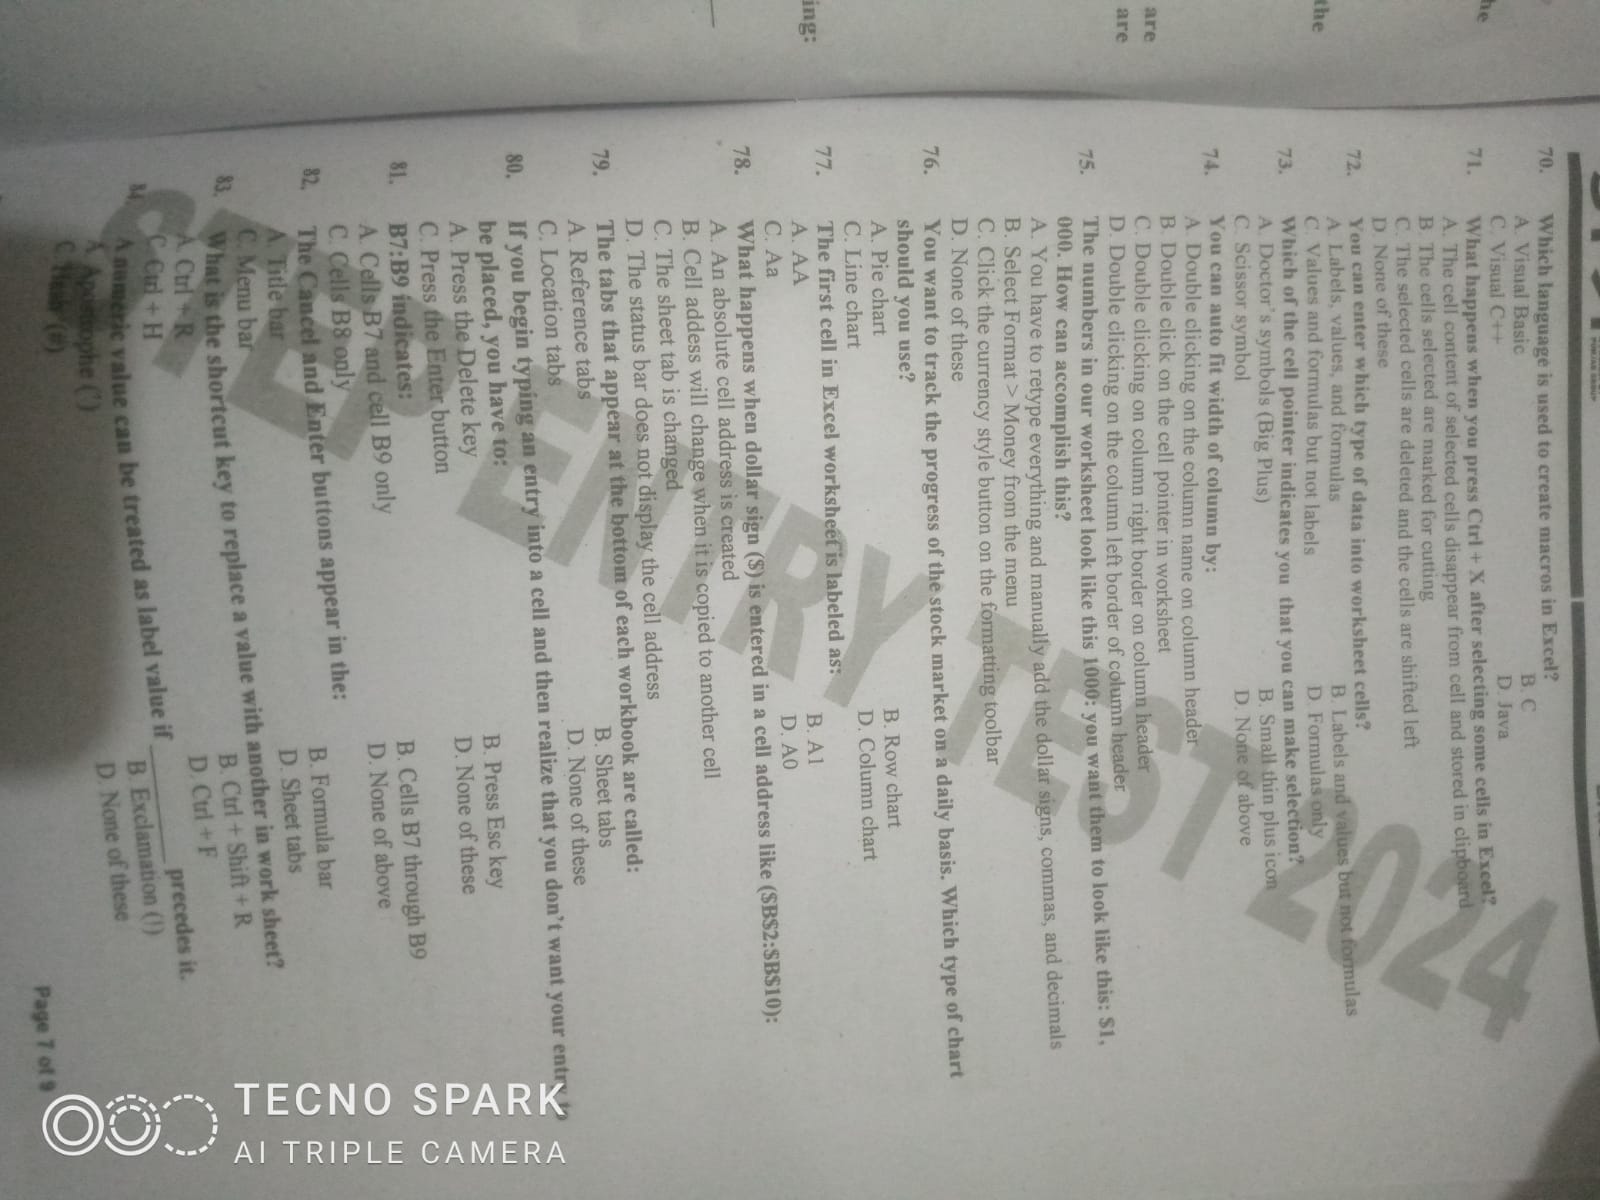 he
the
are
are
ing:
70. Which language is used to create macros in Excel?
A. Visual Basic B. C
C. Visual C++ D. Java
71. What happens when you press Ctrl + X after selecting some cells in Excel?
A. The cell content of selected cells disappear from cell and stored in clipboard
B. The cells selected are marked for cutting
C. The selected cells are deleted and the cells are shifted left
D. None of these
72. You can enter which type of data into worksheet cells?
A. Labels, values, and formulas B. Labels and values but not formulas
C. Values and formulas but not labels D. Formulas only
73. Which of the cell pointer indicates you that you can make selection?
A. Doctor's symbols (Big Plus) B. Small thin plus icon
C. Scissor symbol D. None of above
74. You can auto fit width of column by:
A. Double clicking on the column name on column header
B. Double click on the cell pointer in worksheet
C. Double clicking on column right border on column header
D. Double clicking on the column left border of column header
75. The numbers in our worksheet look like this 1000: you want them to look like this: $1,
000. How can accomplish this?
A. You have to retype everything and manually add the dollar signs, commas, and decimals
B. Select Format > Money from the menu
C. Click the currency style button on the formatting toolbar
D. None of these
76. You want to track the progress of the stock market on a daily basis. Which type of chart
should you use?
A. Pie chart B. Row chart
C. Line chart D. Column chart
77. The first cell in Excel worksheet is labeled as:
A. AA B. A1
C. Aa D. A0
78. What happens when dollar sign ($) is entered in a cell address like ($B$2:$B$10):
A. An absolute cell address is created
B. Cell addess will change when it is copied to another cell
C. The sheet tab is changed
D. The status bar does not display the cell address
79. The tabs that appear at the bottom of each workbook are called:
A. Reference tabs B. Sheet tabs
C. Location tabs D. None of these
80. If you begin typing an entry into a cell and then realize that you don't want your entry to
be placed, you have to:
A. Press the Delete key B. Press Esc key
C. Press the Enter button D. None of these
81. B7:B9 indicates:
A. Cells B7 and cell B9 only B. Cells B7 through B9
C. Cells B8 only D. None of above
82. The Cancel and Enter buttons appear in the:
A. Title bar B. Formula bar
C. Menu bar D. Sheet tabs
83. What is the shortcut key to replace a value with another in work sheet?
A. Ctrl + R B. Ctrl + Shift + R
C. Ctrl + H D. Ctrl + F
84. A numeric value can be treated as label value if ________ precedes it.
A. Apostrophe (') B. Exclamation (!)
C. Hash (#) D. None of these
Page 7 of 9
STEP ENTRY TEST 2024
TECNO SPARK
AI TRIPLE CAMERA